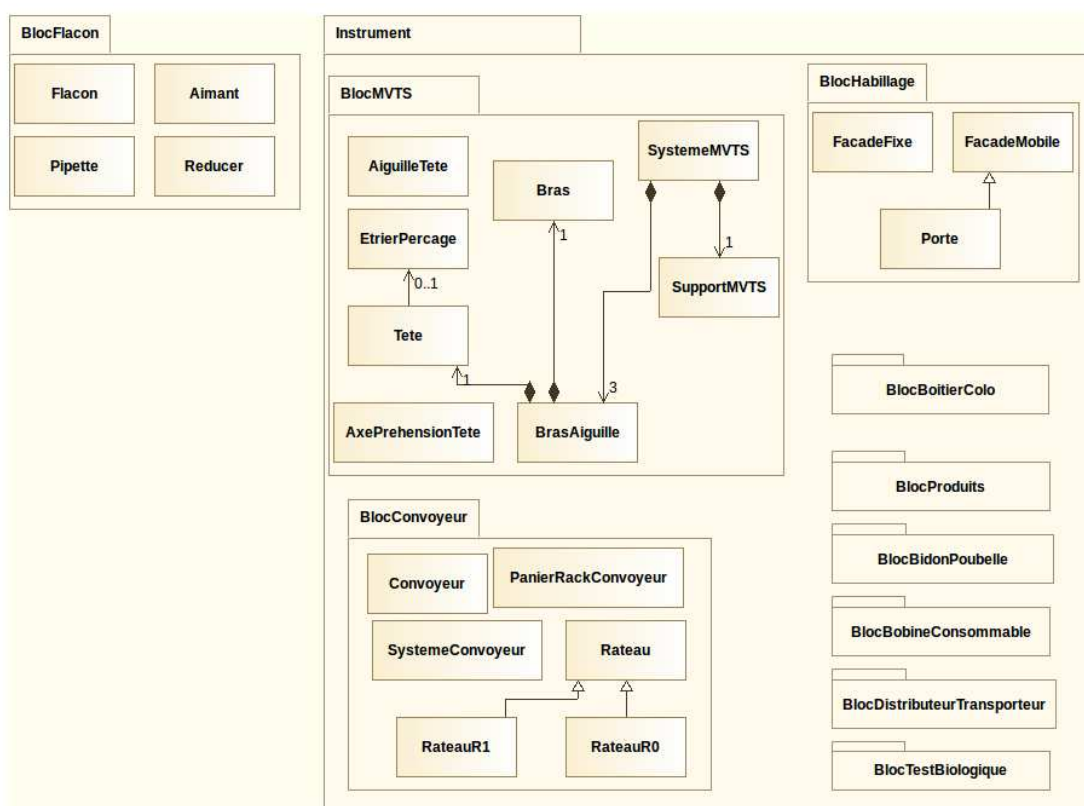 BlocFlacon
Flacon
Aimant
Pipette
Reducer
Instrument
BlocMVTS
AiguilleTete
Bras
SystemeMVTS
EtrierPercage
1
1
0..1
SupportMVTS
Tete
1
3
AxePrehensionTete
BrasAiguille
BlocHabillage
FacadeFixe
FacadeMobile
Porte
BlocConvoyeur
Convoyeur
PanierRackConvoyeur
SystemeConvoyeur
Rateau
RateauR1
RateauR0
BlocBoitierColo
BlocProduits
BlocBidonPoubelle
BlocBobineConsommable
BlocDistributeurTransporteur
BlocTestBiologique